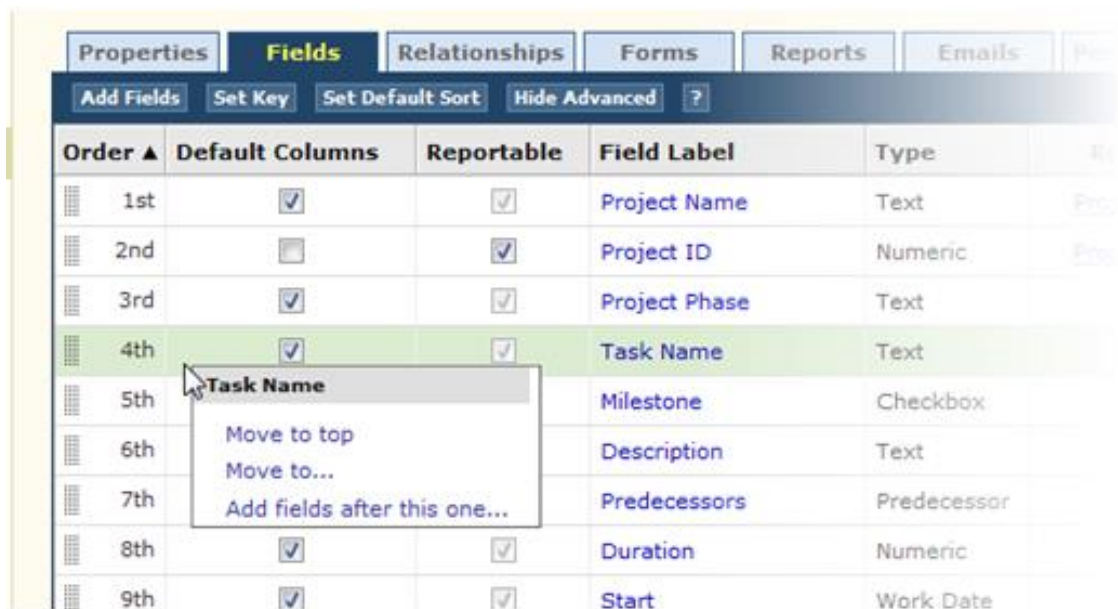 Properties Fields Relationships Forms Reports Emails
Add Fields Set Key Set Default Sort Hide Advanced ?
Order ▲ Default Columns Reportable Field Label Type
1st Project Name Text
2nd Project ID Numeric
3rd Project Phase Text
4th Task Name Text
Task Name
5th Milestone Checkbox
Move to top
6th Description Text
Move to...
7th Predecessors Predecessor
Add fields after this one...
8th Duration Numeric
9th Start Work Date